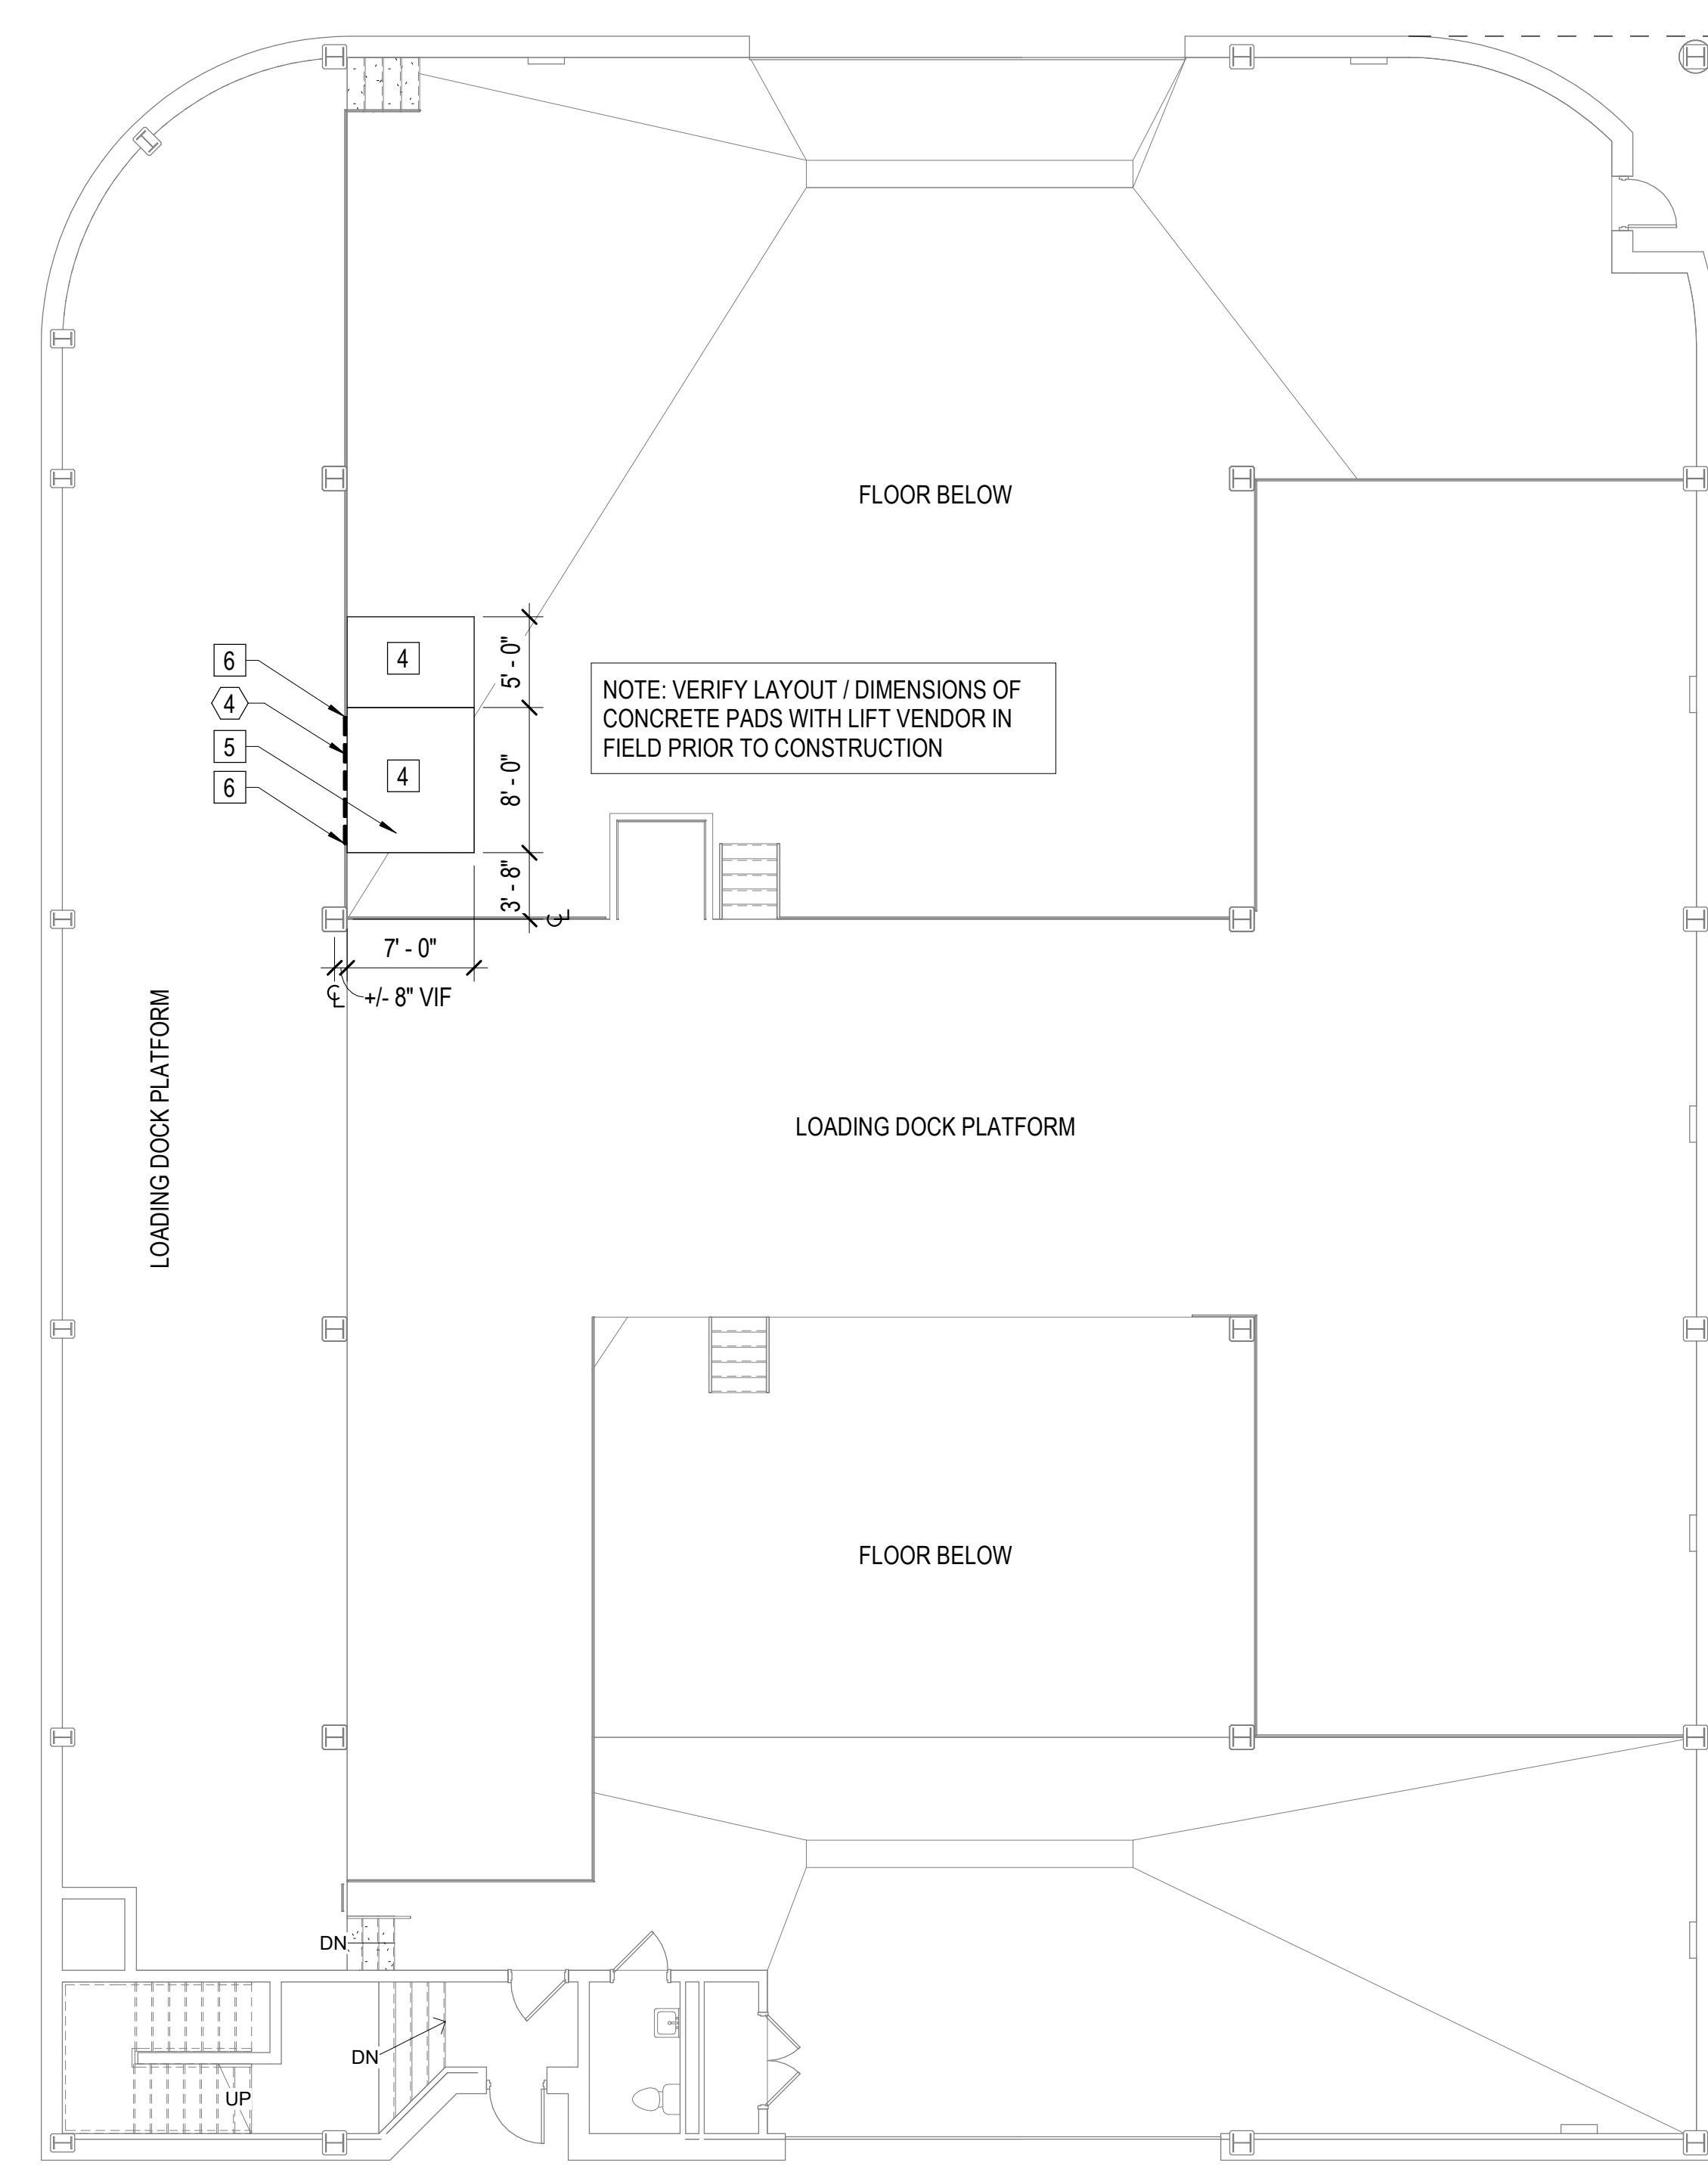 FLOOR BELOW
6
4
5' - 0"
4
NOTE: VERIFY LAYOUT / DIMENSIONS OF
CONCRETE PADS WITH LIFT VENDOR IN
FIELD PRIOR TO CONSTRUCTION
5
4
8' - 0"
6
3' - 8"
7' - 0"
+/- 8" VIF
LOADING DOCK PLATFORM
LOADING DOCK PLATFORM
FLOOR BELOW
DN
DN
UP